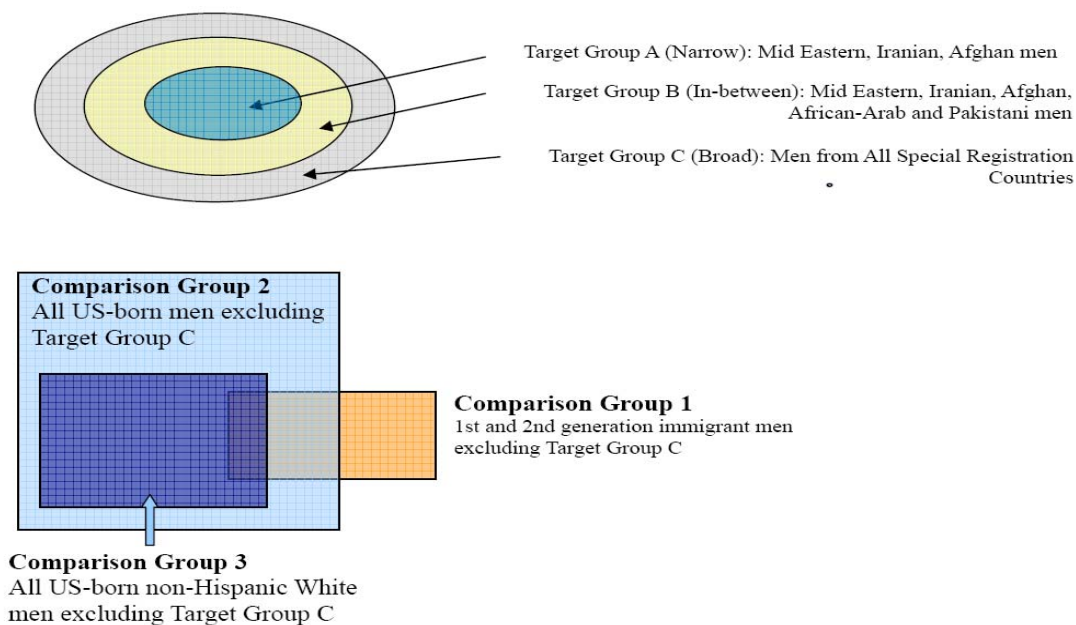 Target Group A (Narrow): Mid Eastern, Iranian, Afghan men
Target Group B (In-between): Mid Eastern, Iranian, Afghan,
African-Arab and Pakistani men
Target Group C (Broad): Men from All Special Registration
Countries
Comparison Group 2
All US-born men excluding
Target Group C
Comparison Group 1
1st and 2nd generation immigrant men
excluding Target Group C
Comparison Group 3
All US-born non-Hispanic White
men excluding Target Group C